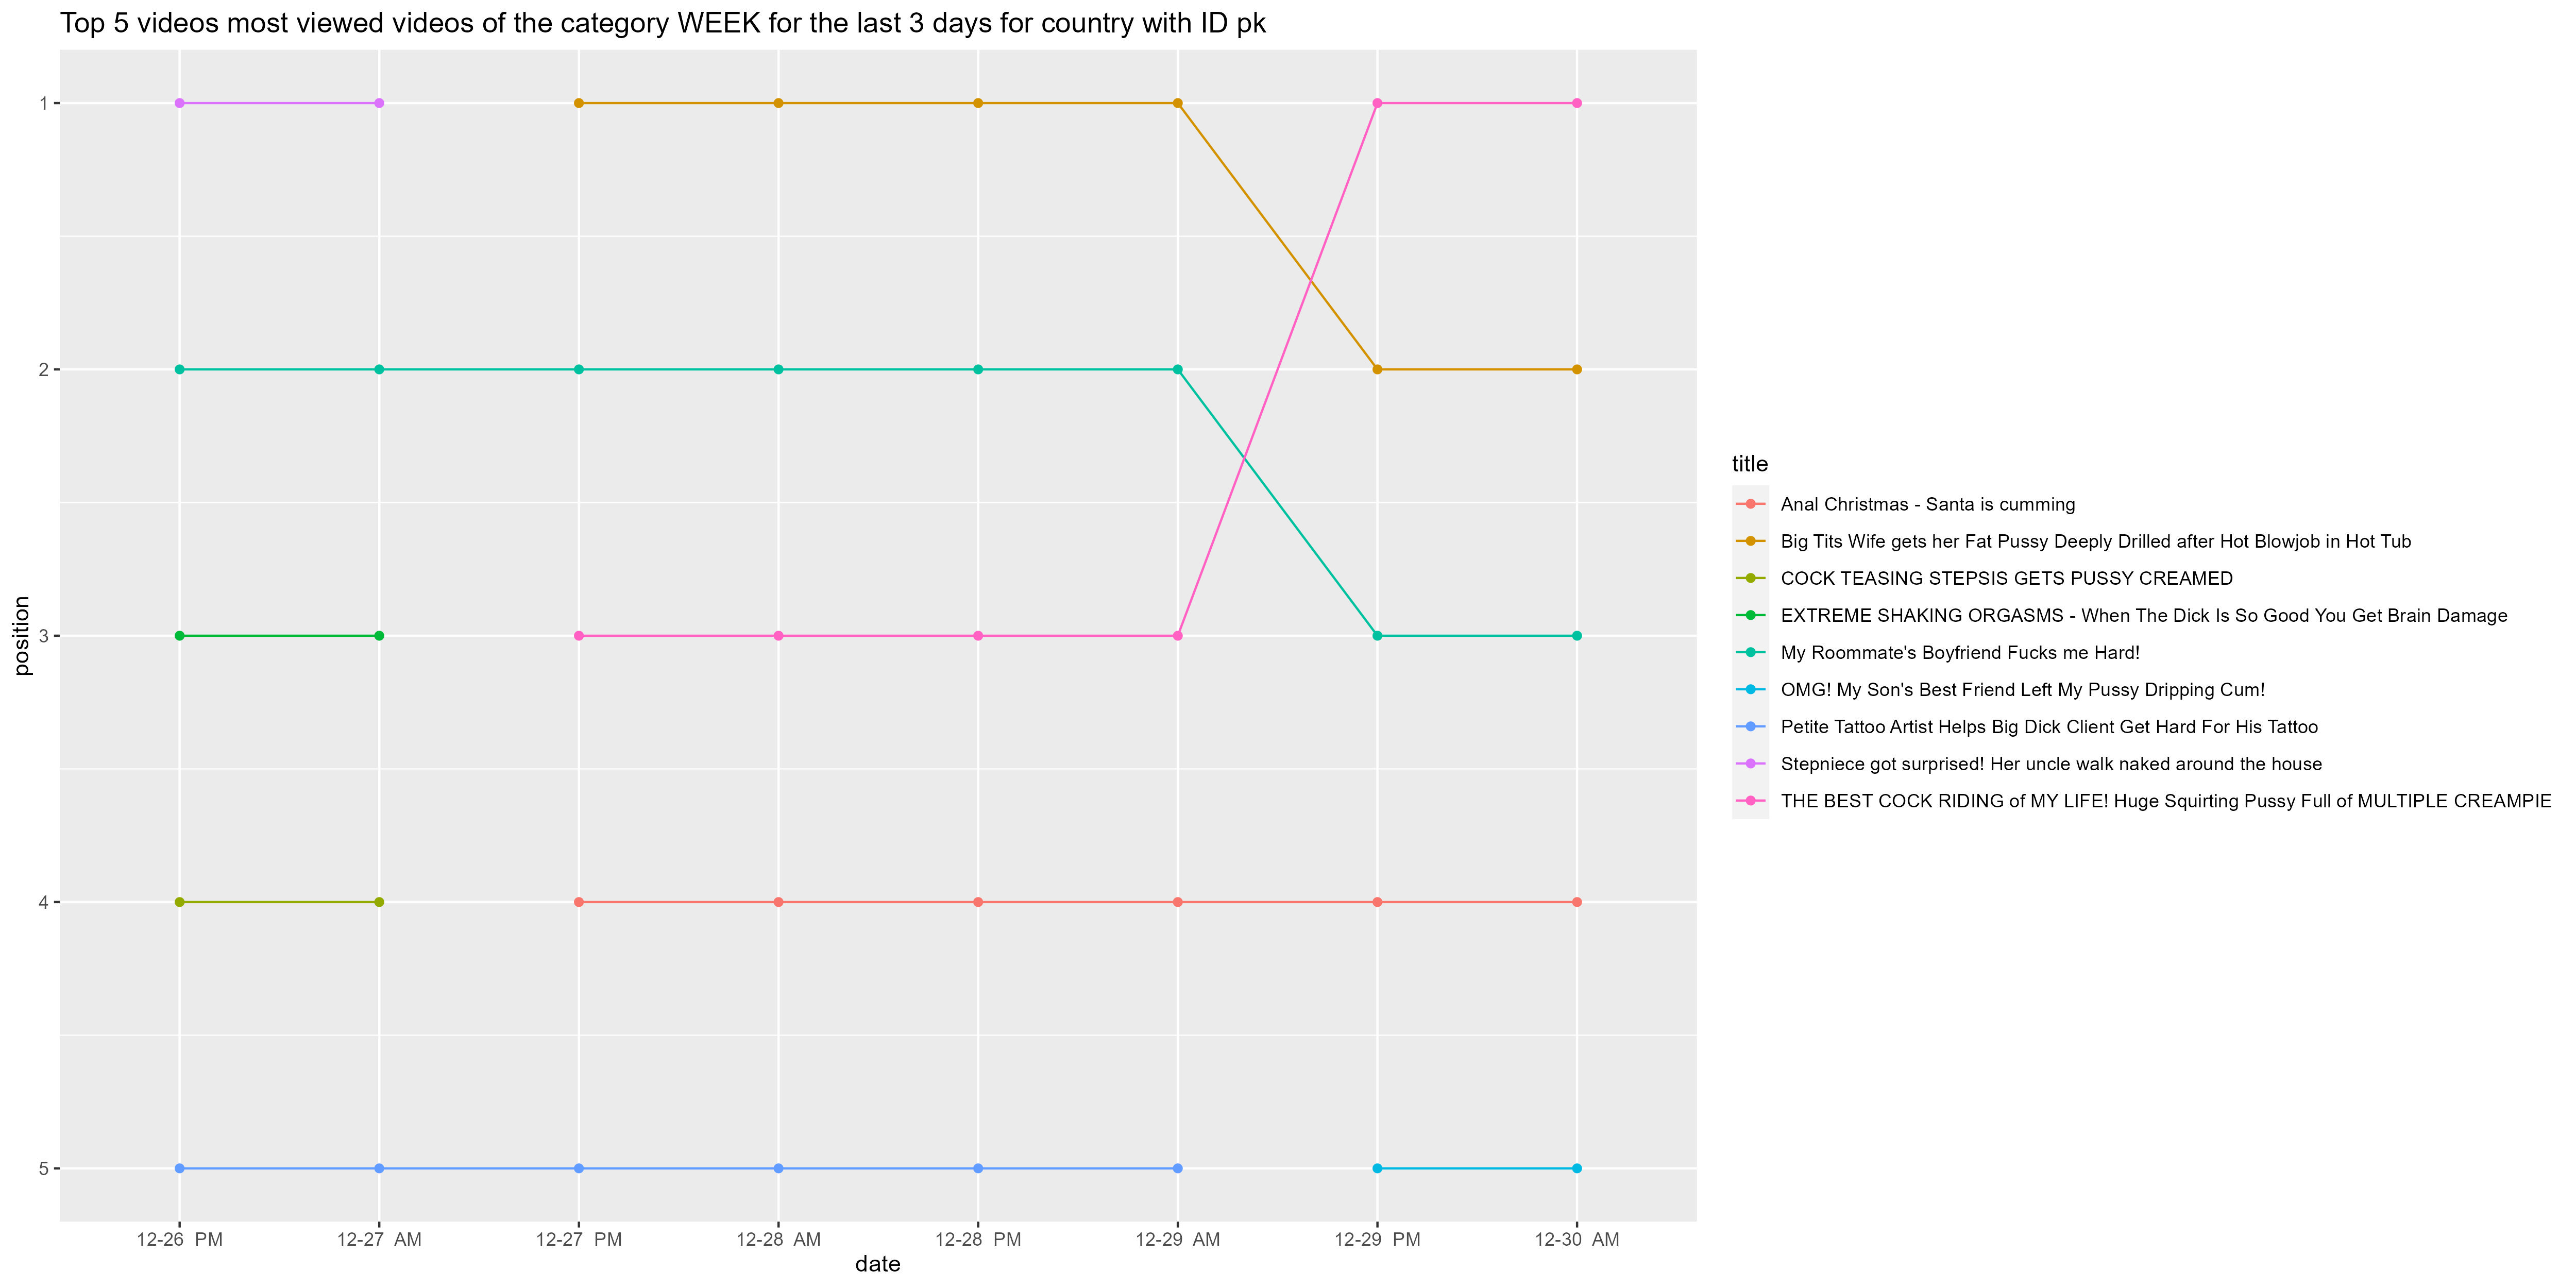 Top 5 videos most viewed videos of the category WEEK for the last 3 days for country with ID pk
position
1
2
3
4
5
12-26 PM
12-27 AM
12-27 PM
12-28 AM
12-28 PM
12-29 AM
12-29 PM
12-30 AM
date
title
Anal Christmas - Santa is cumming
Big Tits Wife gets her Fat Pussy Deeply Drilled after Hot Blowjob in Hot Tub
COCK TEASING STEPSIS GETS PUSSY CREAMED
EXTREME SHAKING ORGASMS - When The Dick Is So Good You Get Brain Damage
My Roommate's Boyfriend Fucks me Hard!
OMG! My Son's Best Friend Left My Pussy Dripping Cum!
Petite Tattoo Artist Helps Big Dick Client Get Hard For His Tattoo
Stepniece got surprised! Her uncle walk naked around the house
THE BEST COCK RIDING of MY LIFE! Huge Squirting Pussy Full of MULTIPLE CREAMPIE